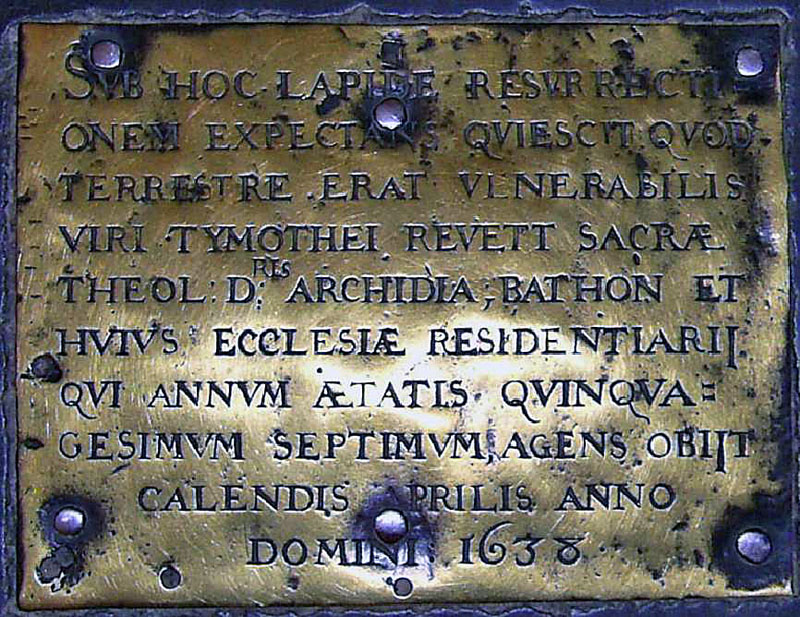 SVB HOC LAPIDE RESVRRECTI
ONEM EXPECTANS QVIESCIT QVOD
TERRESTRE ERAT VENERABILIS
VIRI TYMOTHEI REVETT SACRÆ
THEOL: D:RIS ARCHIDIA; BATHON ET
HVIVS ECCLESIÆ RESIDENTIARIJ
QVI ANNVM ÆTATIS QVINQVA=
GESIMVM SEPTIMVM AGENS OBIJT
CALENDIS APRILIS ANNO
DOMINI 1638